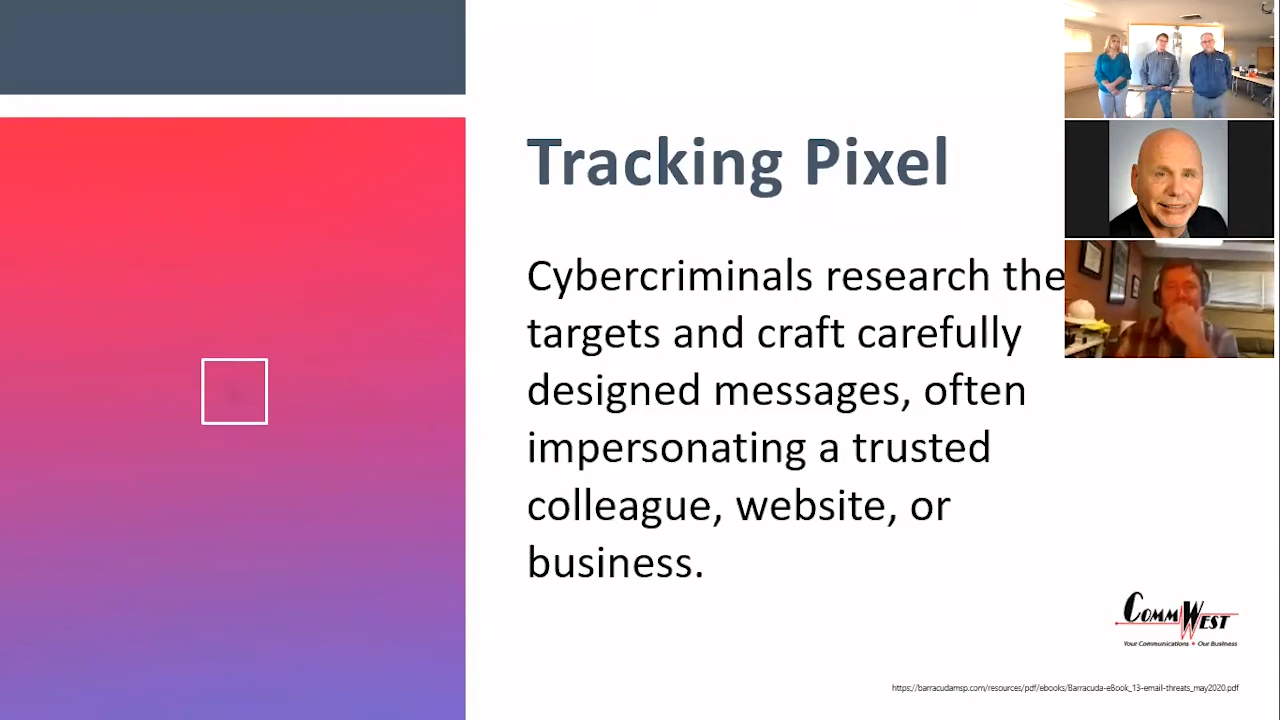 Tracking Pixel
Cybercriminals research the
targets and craft carefully
designed messages, often
impersonating a trusted
colleague, website, or
business.
COMMWEST
Your Communications • Our Business
https://barracudamsp.com/resources/pdf/ebooks/Barracuda-eBook_13-email-threats_may2020.pdf